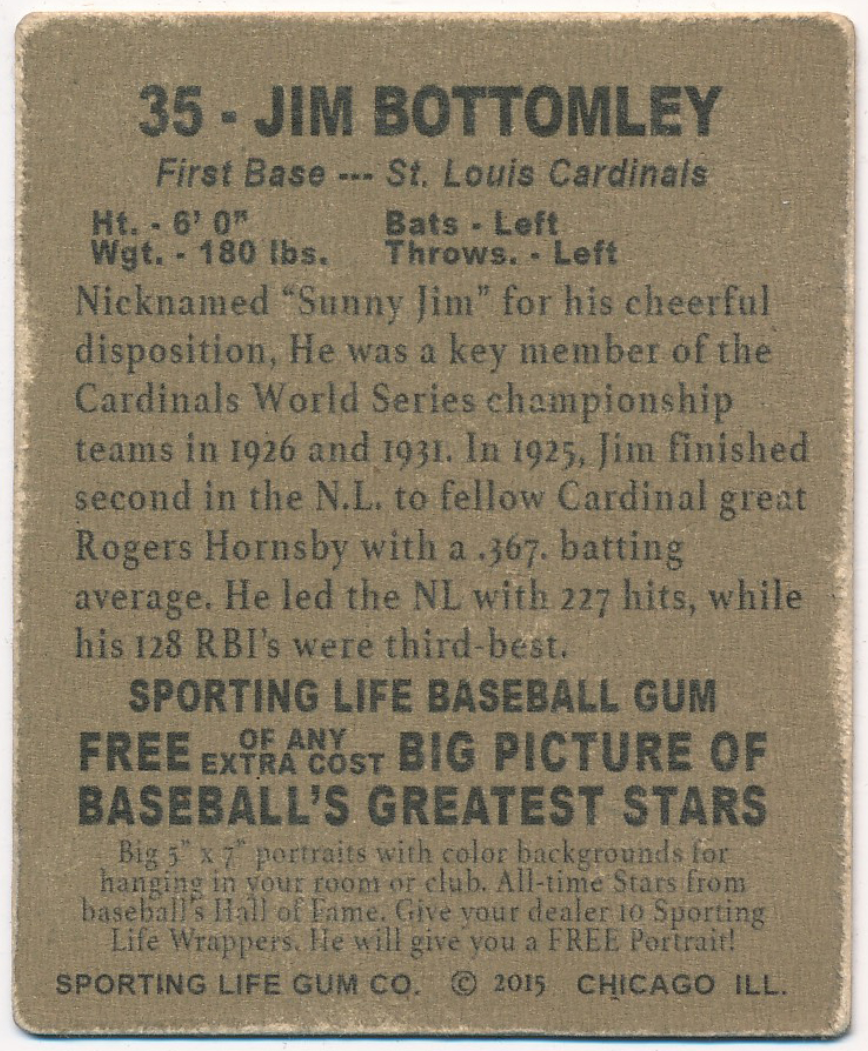 35 - JIM BOTTOMLEY
First Base --- St. Louis Cardinals
Ht. - 6' 0" Bats - Left
Wgt. - 180 lbs. Throws. - Left
Nicknamed “Sunny Jim” for his cheerful
disposition, He was a key member of the
Cardinals World Series championship
teams in 1926 and 1931. In 1925, Jim finished
second in the N.L. to fellow Cardinal great
Rogers Hornsby with a .367. batting
average. He led the NL with 227 hits, while
his 128 RBI's were third-best.
SPORTING LIFE BASEBALL GUM
FREE OF ANY EXTRA COST BIG PICTURE OF
BASEBALL'S GREATEST STARS
Big 5" x 7" portraits with color backgrounds for
hanging in your room or club. All-time Stars from
baseball's Hall of Fame. Give your dealer 10 Sporting
Life Wrappers. He will give you a FREE Portrait!
SPORTING LIFE GUM CO. © 2015 CHICAGO ILL.